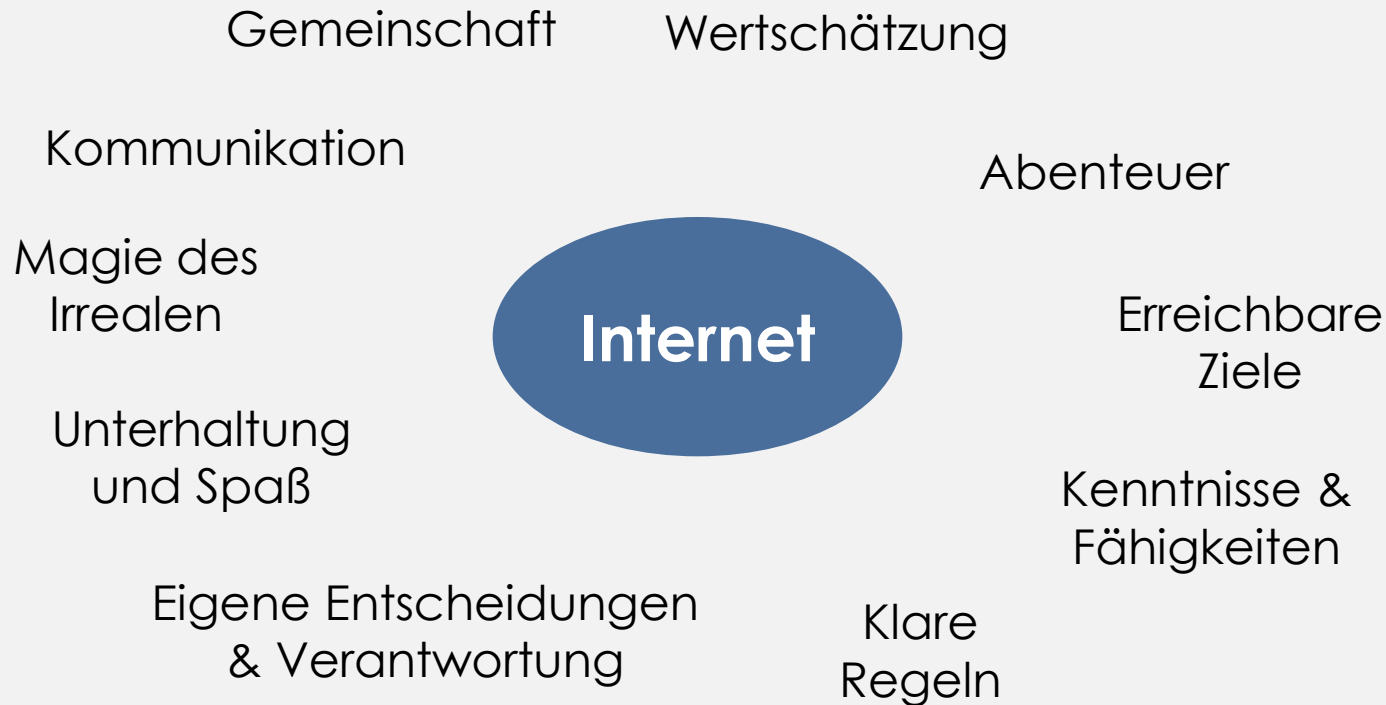 Gemeinschaft
Wertschätzung
Kommunikation
Abenteuer
Magie des
Irrealen
Internet
Erreichbare
Ziele
Unterhaltung
und Spaß
Kenntnisse &
Fähigkeiten
Eigene Entscheidungen
& Verantwortung
Klare
Regeln